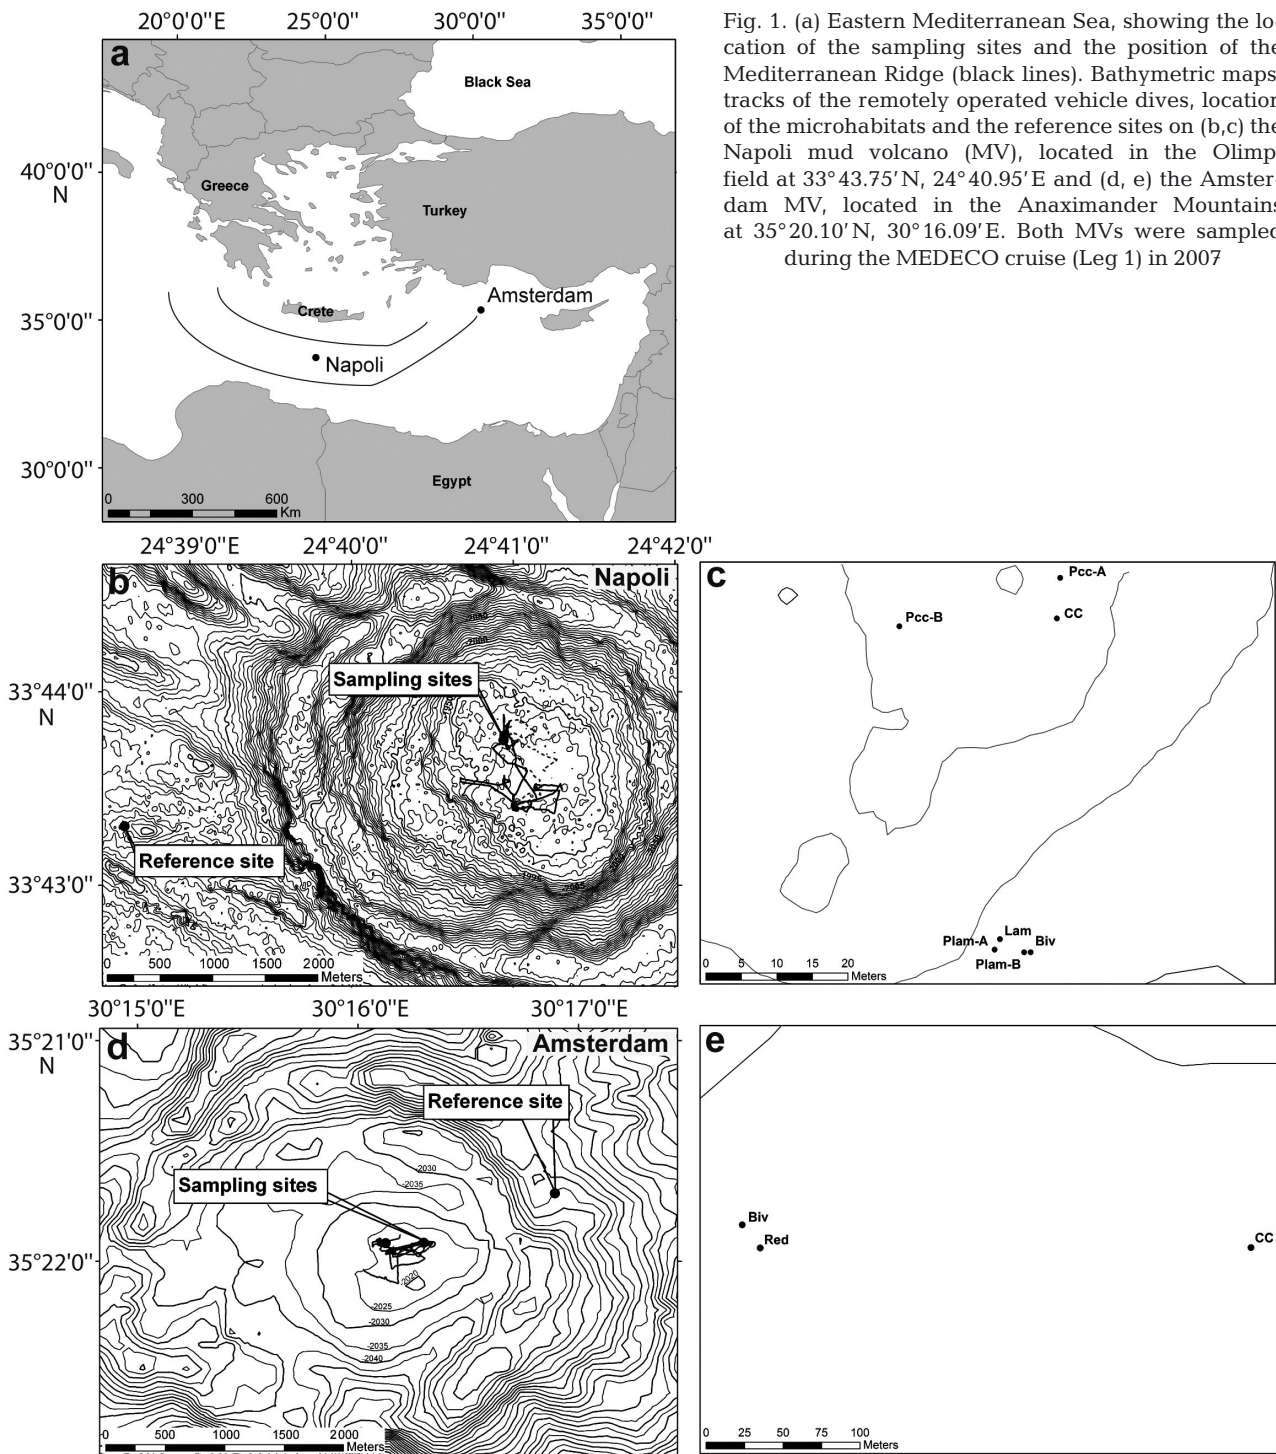 Fig. 1. (a) Eastern Mediterranean Sea, showing the lo-
cation of the sampling sites and the position of the
Mediterranean Ridge (black lines). Bathymetric maps
tracks of the remotely operated vehicle dives, location
of the microhabitats and the reference sites on (b,c) the
Napoli mud volcano (MV), located in the Olimp
field at 33°43.75′N, 24°40.95′E and (d, e) the Amster-
dam MV, located in the Anaximander Mountains
at 35°20.10′N, 30°16.09′E. Both MVs were sampled
during the MEDECO cruise (Leg 1) in 2007
20°0'0" 25°0'0" 30°0'0" 35°0'0"
a
Black Sea
40°0'0"
N
Greece
Turkey
Amsterdam
Crete
35°0'0"
Napoli
30°0'0"
Egypt
0 300 600
Km
24°39'0"E 24°40'0" 24°41'0" 24°42'0"
b
Napoli
-2050
-2000
Sampling sites
33°44'0"
N
Reference site
33°43'0"
0 500 1000 1500 2000
Meters
c
Pcc-A
Pcc-B
CC
Lam
Plam-A
Biv
Plam-B
0 5 10 15 20
Meters
30°15'0"E 30°16'0" 30°17'0"E
35°21'0"
N
d
Amsterdam
Reference site
-2030
-2035
Sampling sites
35°22'0"
-2020
-2025
-2030
-2035
-2040
0 500 1000 1500 2000
Meters
e
Biv
Red
CC
0 25 50 75 100
Meters